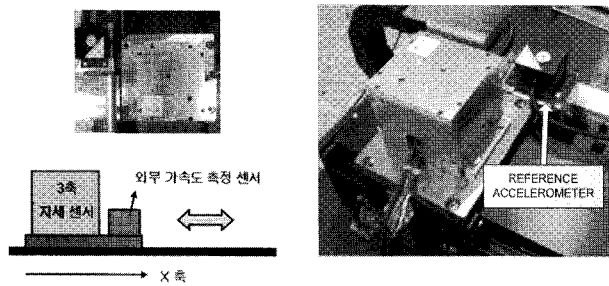 외부 가속도 측정 센서
3축
자세 센서
X 축
REFERENCE
ACCELEROMETER